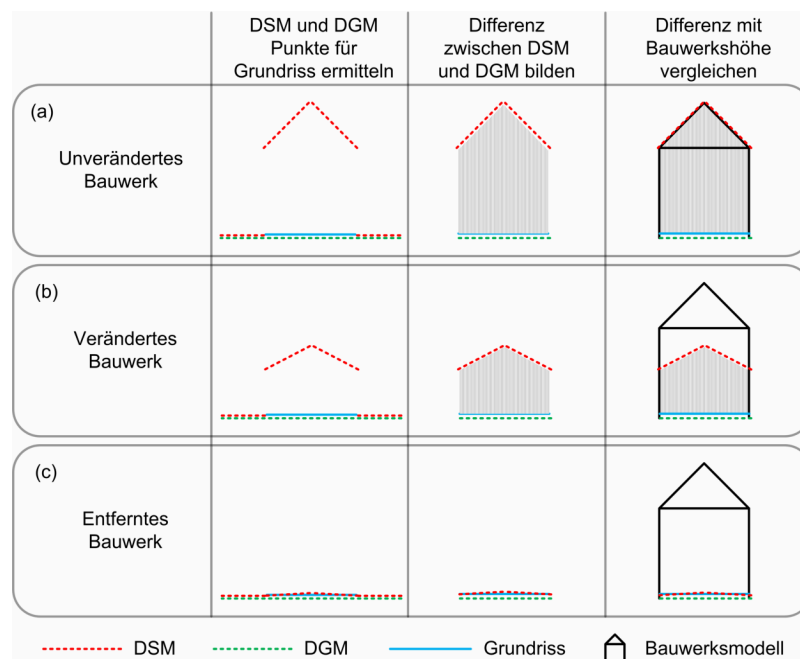 DSM und DGM
Punkte für
Grundriss ermitteln
Differenz
zwischen DSM
und DGM bilden
Differenz mit
Bauwerkshöhe
vergleichen
(a)
Unverändertes
Bauwerk
(b)
Verändertes
Bauwerk
(c)
Entferntes
Bauwerk
DSM
DGM
Grundriss
Bauwerksmodell